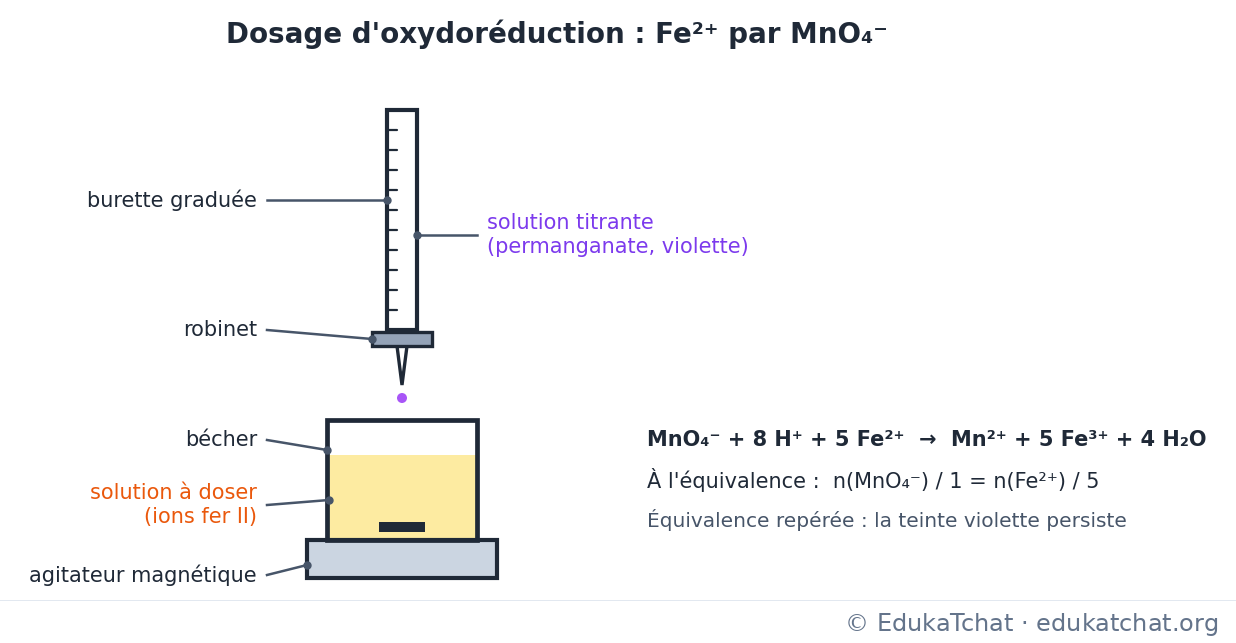 Dosage d'oxydoréduction : Fe²⁺ par MnO₄⁻
burette graduée
solution titrante
(permanganate, violette)
robinet
bécher
solution à doser
(ions fer II)
agitateur magnétique
MnO₄⁻ + 8 H⁺ + 5 Fe²⁺ → Mn²⁺ + 5 Fe³⁺ + 4 H₂O
À l'équivalence : n(MnO₄⁻) / 1 = n(Fe²⁺) / 5
Équivalence repérée : la teinte violette persiste
© EdukaTchat · edukatchat.org